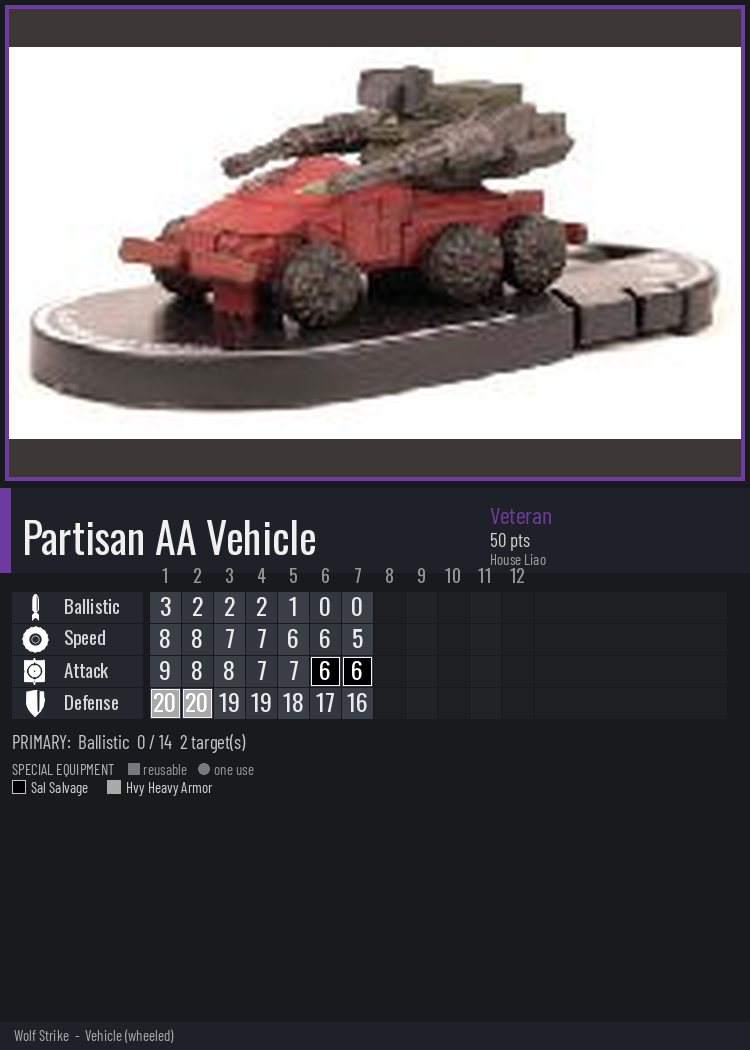 Partisan AA Vehicle
Veteran
50 pts
House Liao
1 2 3 4 5 6 7 8 9 10 11 12
Ballistic 3 2 2 2 1 0 0
Speed 8 8 7 7 6 6 5
Attack 9 8 8 7 7 6 6
Defense 20 20 19 19 18 17 16
PRIMARY: Ballistic 0 / 14 2 target(s)
SPECIAL EQUIPMENT reusable one use
Sal Salvage Hvy Heavy Armor
Wolf Strike - Vehicle (wheeled)